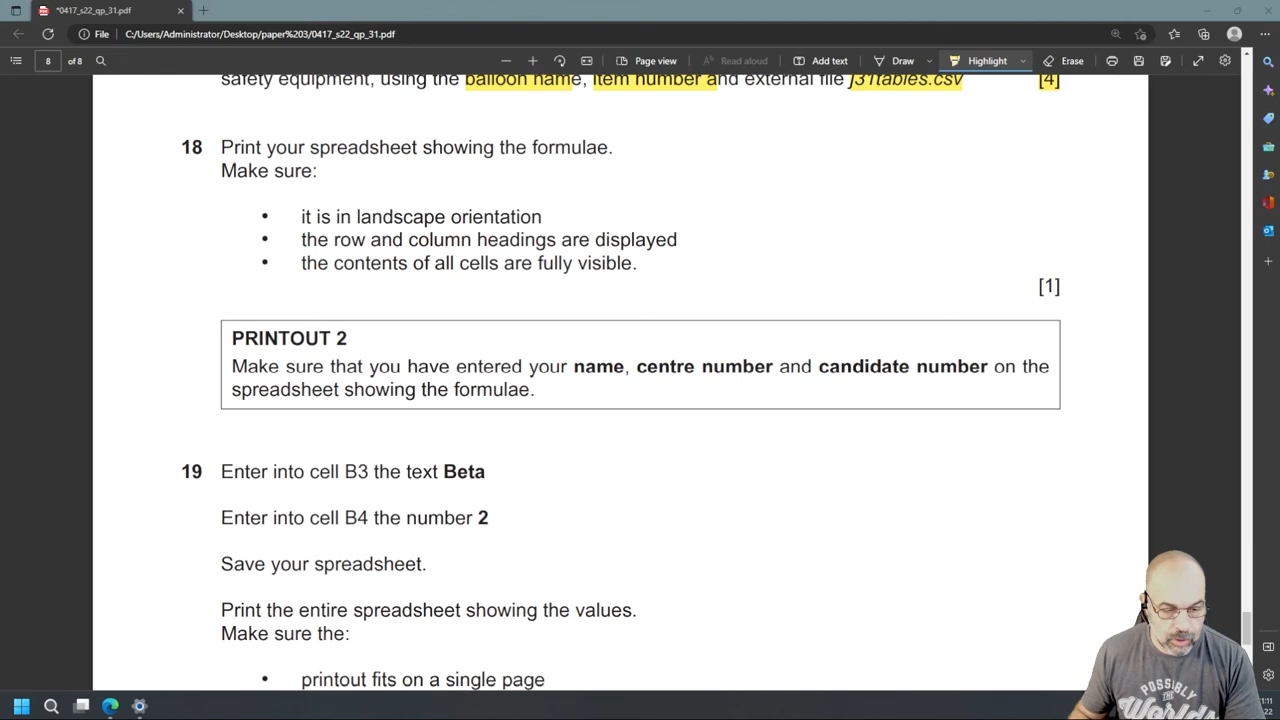 *0417_s22_qp_31.pdf
File C:/Users/Administrator/Desktop/paper%203/0417_s22_qp_31.pdf
8 of 8 Page view Read aloud Add text Draw Highlight Erase
safety equipment, using the balloon name, item number and external file j31tables.csv [4]
18 Print your spreadsheet showing the formulae.
Make sure:
• it is in landscape orientation
• the row and column headings are displayed
• the contents of all cells are fully visible.
[1]
PRINTOUT 2
Make sure that you have entered your name, centre number and candidate number on the
spreadsheet showing the formulae.
19 Enter into cell B3 the text Beta
Enter into cell B4 the number 2
Save your spreadsheet.
Print the entire spreadsheet showing the values.
Make sure the:
• printout fits on a single page
POSSIBLY
THE